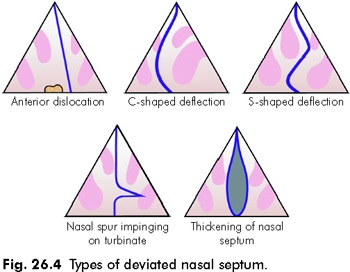 Anterior dislocation
C-shaped deflection
S-shaped deflection
Nasal spur impinging
on turbinate
Thickening of nasal
septum
Fig. 26.4 Types of deviated nasal septum.